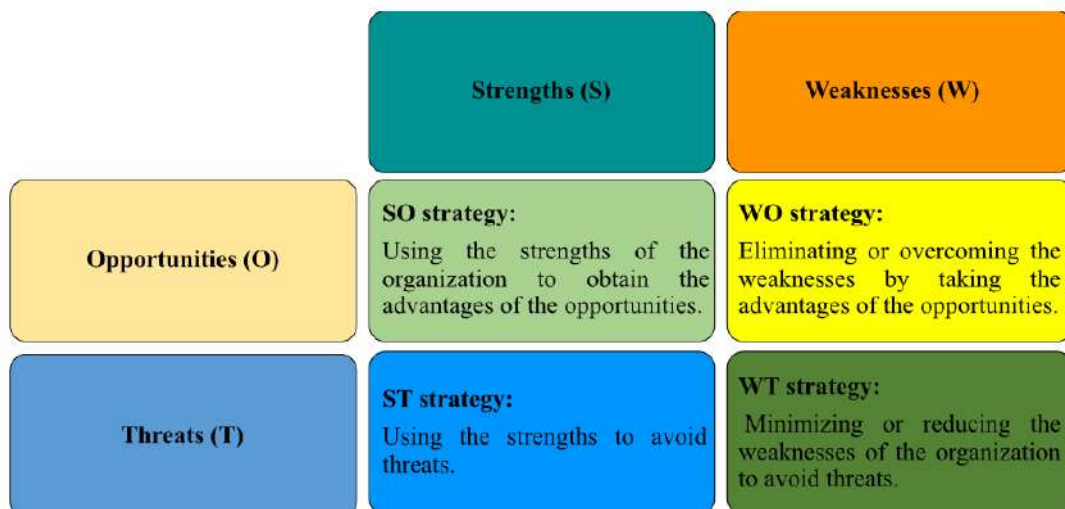 Strengths (S)
Weaknesses (W)
Opportunities (O)
SO strategy:
Using the strengths of the
organization to obtain the
advantages of the opportunities.
WO strategy:
Eliminating or overcoming the
weaknesses by taking the
advantages of the opportunities.
Threats (T)
ST strategy:
Using the strengths to avoid
threats.
WT strategy:
Minimizing or reducing the
weaknesses of the organization
to avoid threats.